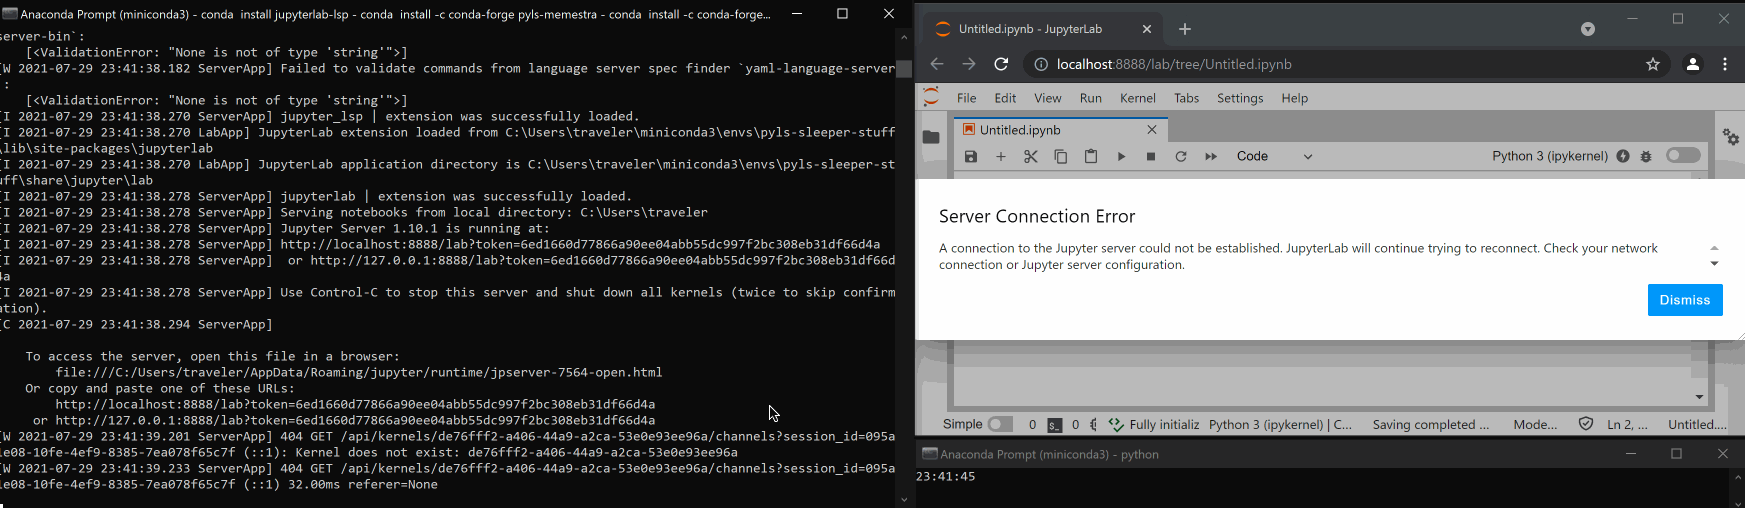 Anaconda Prompt (miniconda3) - conda  install jupyterlab-lsp - conda  install -c conda-forge pyls-memestra - conda  install -c conda-forge...
server-bin`:
    [<ValidationError: "None is not of type 'string'">]
[W 2021-07-29 23:41:38.182 ServerApp] Failed to validate commands from language server spec finder `yaml-language-server
`:
    [<ValidationError: "None is not of type 'string'">]
[I 2021-07-29 23:41:38.270 ServerApp] jupyter_lsp | extension was successfully loaded.
[I 2021-07-29 23:41:38.270 LabApp] JupyterLab extension loaded from C:\Users\traveler\miniconda3\envs\pyls-sleeper-stuff
\lib\site-packages\jupyterlab
[I 2021-07-29 23:41:38.270 LabApp] JupyterLab application directory is C:\Users\traveler\miniconda3\envs\pyls-sleeper-st
uff\share\jupyter\lab
[I 2021-07-29 23:41:38.278 ServerApp] jupyterlab | extension was successfully loaded.
[I 2021-07-29 23:41:38.278 ServerApp] Serving notebooks from local directory: C:\Users\traveler
[I 2021-07-29 23:41:38.278 ServerApp] Jupyter Server 1.10.1 is running at:
[I 2021-07-29 23:41:38.278 ServerApp] http://localhost:8888/lab?token=6ed1660d77866a90ee04abb55dc997f2bc308eb31df66d4a
[I 2021-07-29 23:41:38.278 ServerApp]  or http://127.0.0.1:8888/lab?token=6ed1660d77866a90ee04abb55dc997f2bc308eb31df66d
4a
[I 2021-07-29 23:41:38.278 ServerApp] Use Control-C to stop this server and shut down all kernels (twice to skip confirm
ation).
[C 2021-07-29 23:41:38.294 ServerApp]
    To access the server, open this file in a browser:
        file:///C:/Users/traveler/AppData/Roaming/jupyter/runtime/jpserver-7564-open.html
    Or copy and paste one of these URLs:
        http://localhost:8888/lab?token=6ed1660d77866a90ee04abb55dc997f2bc308eb31df66d4a
     or http://127.0.0.1:8888/lab?token=6ed1660d77866a90ee04abb55dc997f2bc308eb31df66d4a
[W 2021-07-29 23:41:39.201 ServerApp] 404 GET /api/kernels/de76fff2-a406-44a9-a2ca-53e0e93ee96a/channels?session_id=095a
1e08-10fe-4ef9-8385-7ea078f65c7f (::1): Kernel does not exist: de76fff2-a406-44a9-a2ca-53e0e93ee96a
[W 2021-07-29 23:41:39.233 ServerApp] 404 GET /api/kernels/de76fff2-a406-44a9-a2ca-53e0e93ee96a/channels?session_id=095a
1e08-10fe-4ef9-8385-7ea078f65c7f (::1) 32.00ms referer=None
Untitled.ipynb - JupyterLab
localhost:8888/lab/tree/Untitled.ipynb
File Edit View Run Kernel Tabs Settings Help
Untitled.ipynb
Code Python 3 (ipykernel)
Server Connection Error
A connection to the Jupyter server could not be established. JupyterLab will continue trying to reconnect. Check your network
connection or Jupyter server configuration.
Dismiss
Simple 0 0 Fully initializ Python 3 (ipykernel) | C... Saving completed ... Mode... Ln 2, ... Untitled....
Anaconda Prompt (miniconda3) - python
23:41:45